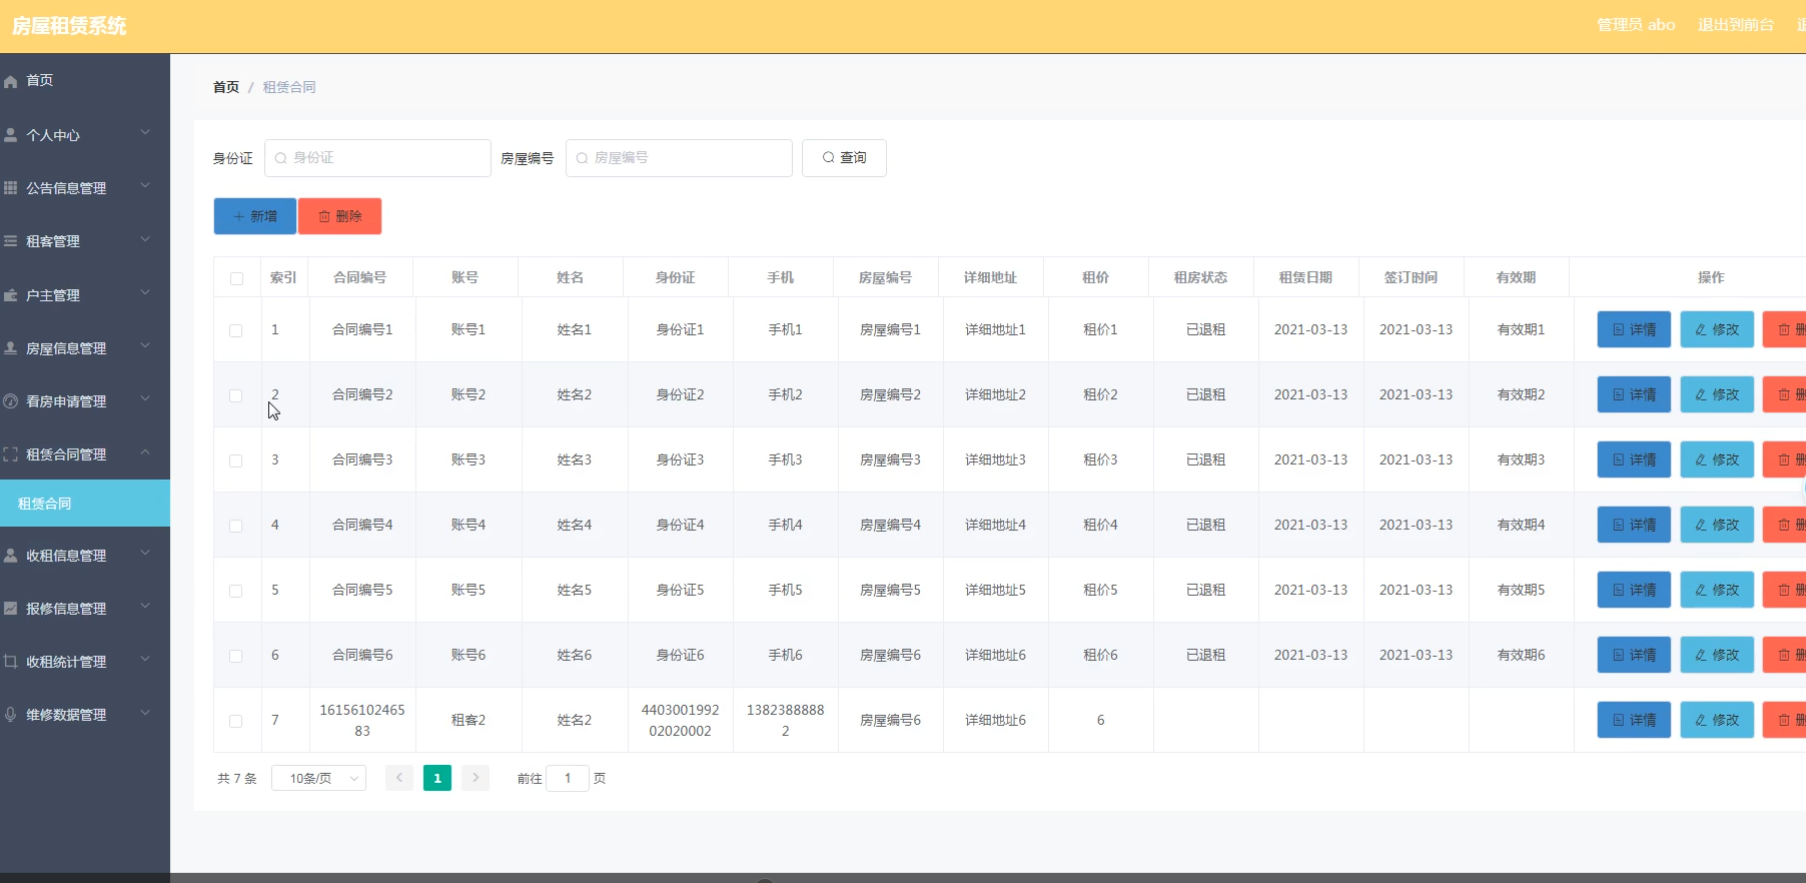 房屋租赁系统
管理员 abo 退出到前台
首页
个人中心
公告信息管理
租客管理
户主管理
房屋信息管理
看房申请管理
租赁合同管理
租赁合同
收租信息管理
报修信息管理
收租统计管理
维修数据管理
首页 / 租赁合同
身份证 身份证 房屋编号 房屋编号 查询
新增 删除
索引 合同编号 账号 姓名 身份证 手机 房屋编号 详细地址 租价 租房状态 租赁日期 签订时间 有效期 操作
1 合同编号1 账号1 姓名1 身份证1 手机1 房屋编号1 详细地址1 租价1 已退租 2021-03-13 2021-03-13 有效期1 详情 修改
2 合同编号2 账号2 姓名2 身份证2 手机2 房屋编号2 详细地址2 租价2 已退租 2021-03-13 2021-03-13 有效期2 详情 修改
3 合同编号3 账号3 姓名3 身份证3 手机3 房屋编号3 详细地址3 租价3 已退租 2021-03-13 2021-03-13 有效期3 详情 修改
4 合同编号4 账号4 姓名4 身份证4 手机4 房屋编号4 详细地址4 租价4 已退租 2021-03-13 2021-03-13 有效期4 详情 修改
5 合同编号5 账号5 姓名5 身份证5 手机5 房屋编号5 详细地址5 租价5 已退租 2021-03-13 2021-03-13 有效期5 详情 修改
6 合同编号6 账号6 姓名6 身份证6 手机6 房屋编号6 详细地址6 租价6 已退租 2021-03-13 2021-03-13 有效期6 详情 修改
7 16156102465 租客2 姓名2 4403001992 1382388888 房屋编号6 详细地址6 6 详情 修改
83 02020002 2
共 7 条 10条/页 1 前往 1 页